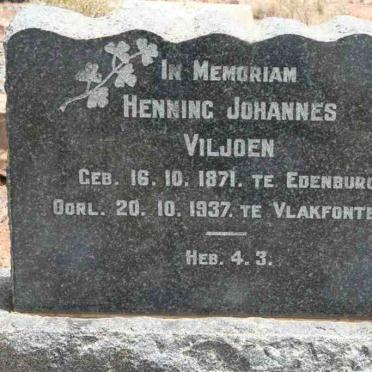 In Memoriam
Henning Johannes
Viljoen
Geb. 16. 10. 1871. te Edenburg
Oorl. 20. 10. 1937. te Vlakfonte
Heb. 4. 3.